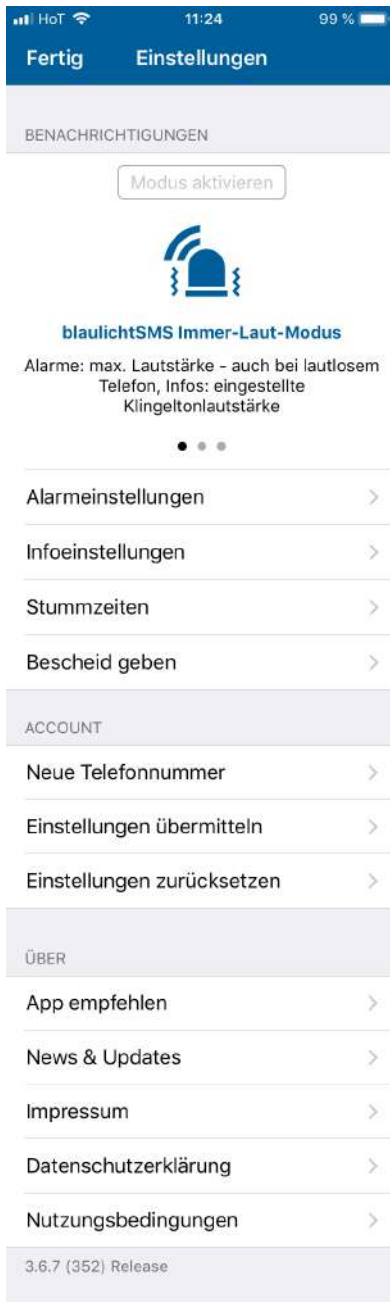 HoT 11:24 99 %
Fertig Einstellungen
BENACHRICHTIGUNGEN
Modus aktivieren
blaulichtSMS Immer-Laut-Modus
Alarme: max. Lautstärke - auch bei lautlosem
Telefon, Infos: eingestellte
Klingeltonlautstärke
Alarmeinstellungen
Infoeinstellungen
Stummzeiten
Bescheid geben
ACCOUNT
Neue Telefonnummer
Einstellungen übermitteln
Einstellungen zurücksetzen
ÜBER
App empfehlen
News & Updates
Impressum
Datenschutzerklärung
Nutzungsbedingungen
3.6.7 (352) Release